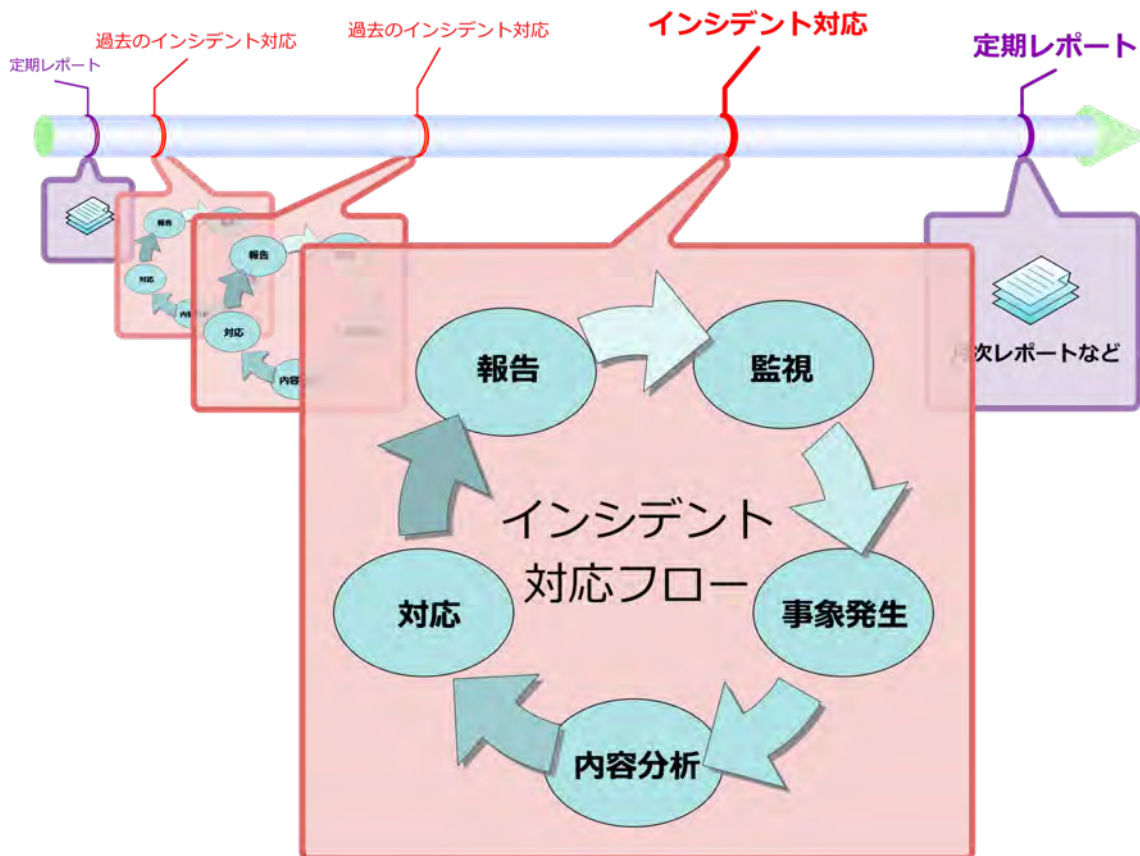 定期レポート
過去のインシデント対応
過去のインシデント対応
インシデント対応
定期レポート
報告
対応
報告
対応
内容
報告
監視
インシデント
対応フロー
対応
事象発生
内容分析
次レポートなど